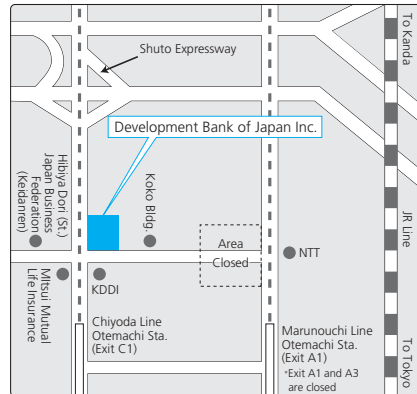 To Kanda
Shuto Expressway
Development Bank of Japan Inc.
Hibiya Dori (St.)
Japan Business
Federation
(Keidanren)
Koko Bldg.
Area
Closed
NTT
JR Line
KDDI
MItsui Mutual
Life Insurance
Chiyoda Line
Otemachi Sta.
(Exit C1)
Marunouchi Line
Otemachi Sta.
(Exit A1)
*Exit A1 and A3
are closed
To Tokyo